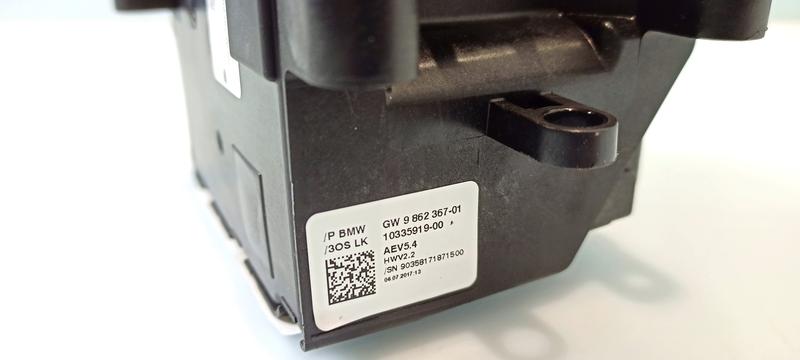 /P BMW GW 9 862 367-01
/3OS LK 10335919-00
AEV5.4
HWV2.2
/SN 90358171871500
06.07.2017:13